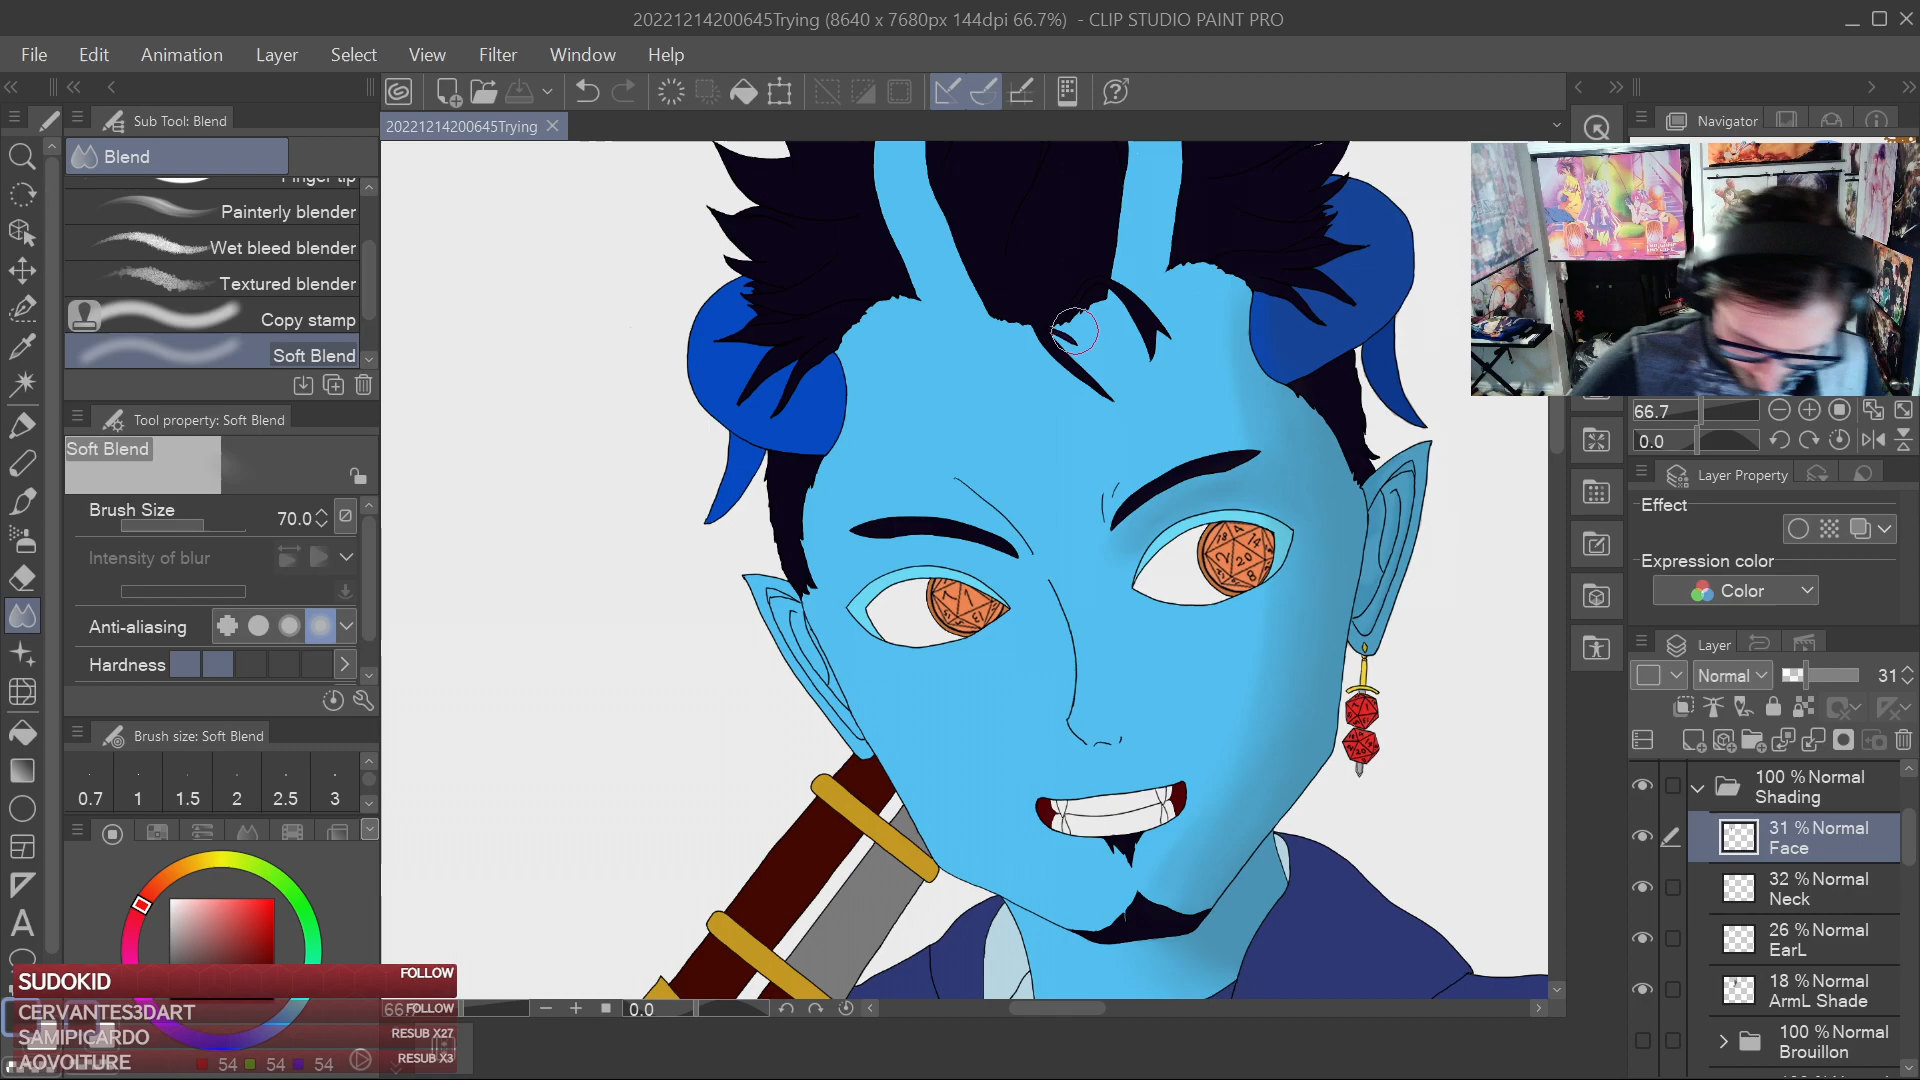 20221214200645Trying (8640 x 7680px 144dpi 66.7%) - CLIP STUDIO PAINT PRO
File Edit Animation Layer Select View Filter Window Help
Sub Tool: Blend
20221214200645Trying
Navigator
Blend
Finger tip
Painterly blender
Wet bleed blender
Textured blender
Copy stamp
Soft Blend
66.7
0.0
Tool property: Soft Blend
Soft Blend
Brush Size 70.0
Intensity of blur
Anti-aliasing
Hardness
Layer Property
Effect
Expression color
Color
Layer
Normal 31
Brush size: Soft Blend
0.7 1 1.5 2 2.5 3
100 %Normal
Shading
31 %Normal
Face
32 %Normal
Neck
26 %Normal
EarL
18 %Normal
ArmL Shade
100 %Normal
Brouillon
SUDOKID FOLLOW
CERVANTES3DART FOLLOW
SAMIPICARDO RESUB X27
AOVOLTURE RESUB X3
54 54 54
0.0